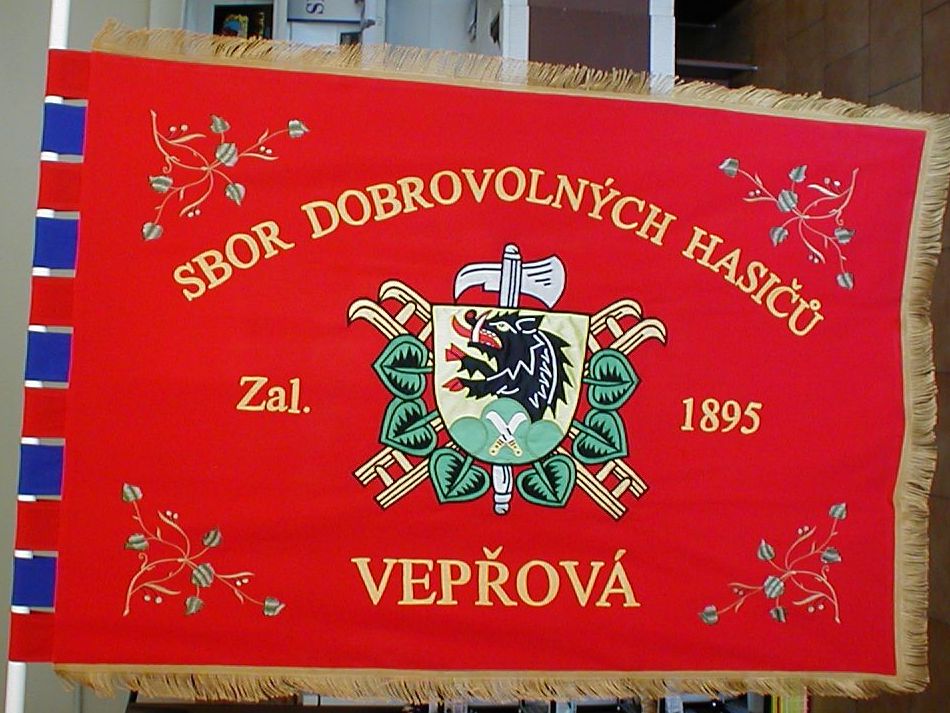 SBOR DOBROVOLNÝCH HASIČŮ
Zal. 1895
VEPŘOVÁ